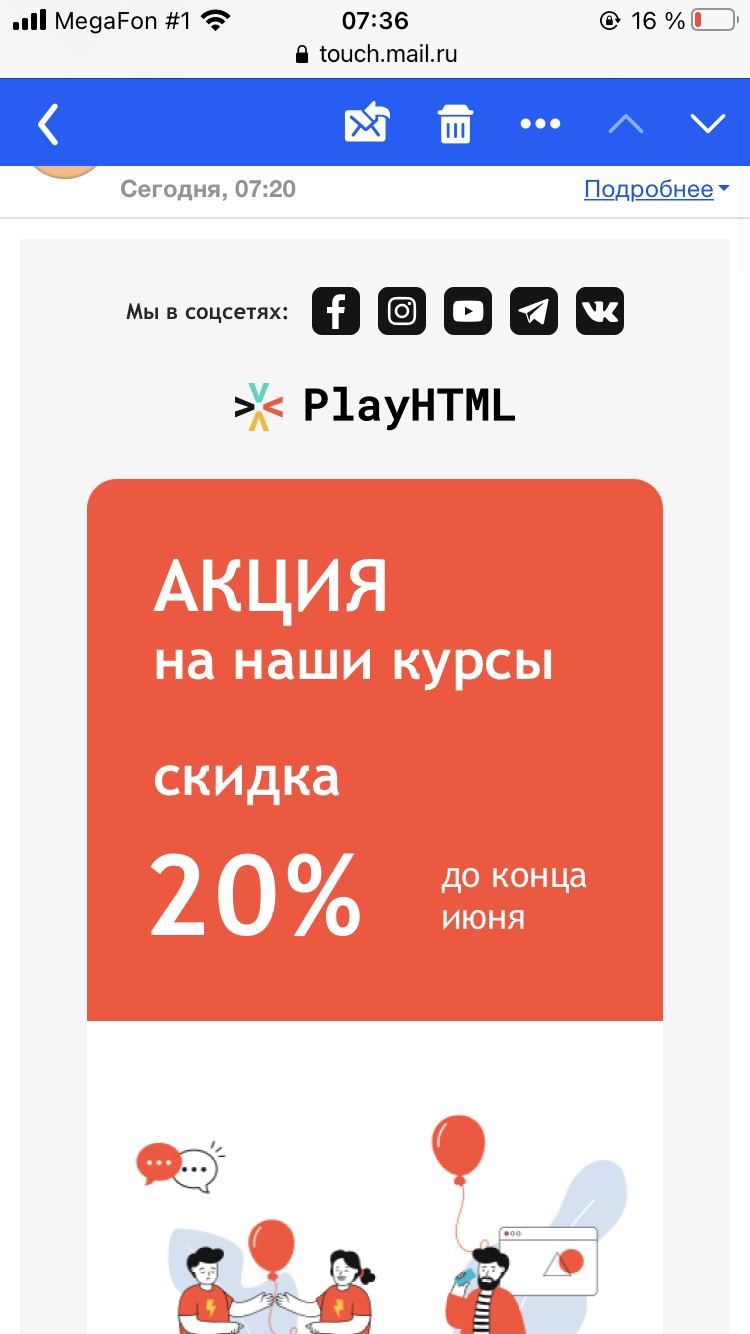 MegaFon #1 07:36 16 %
touch.mail.ru
Сегодня, 07:20 Подробнее
Мы в соцсетях:
PlayHTML
АКЦИЯ
на наши курсы
скидка
20%
до конца
июня